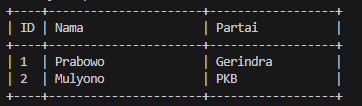 ID Nama Partai
1 Prabowo Gerindra
2 Mulyono PKB